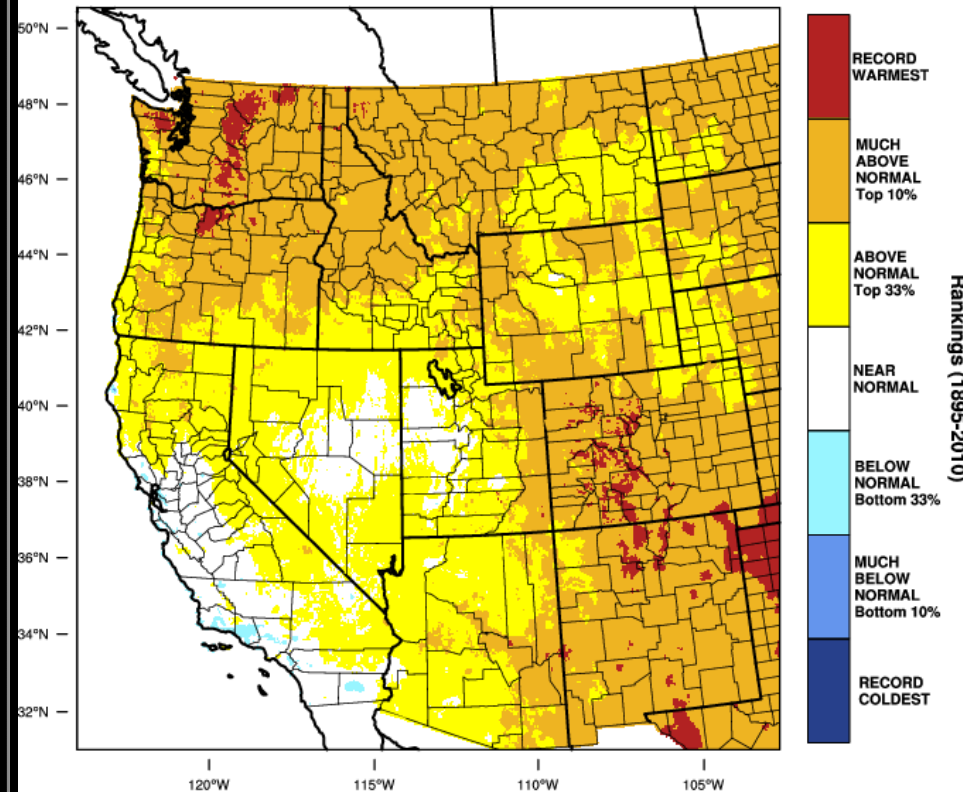 50°N
48°N
46°N
44°N
42°N
40°N
38°N
36°N
34°N
32°N
120°W
115°W
110°W
105°W
RECORD
WARMEST
MUCH
ABOVE
NORMAL
Top 10%
ABOVE
NORMAL
Top 33%
NEAR
NORMAL
BELOW
NORMAL
Bottom 33%
MUCH
BELOW
NORMAL
Bottom 10%
RECORD
COLDEST
Rankings (1895-2010)